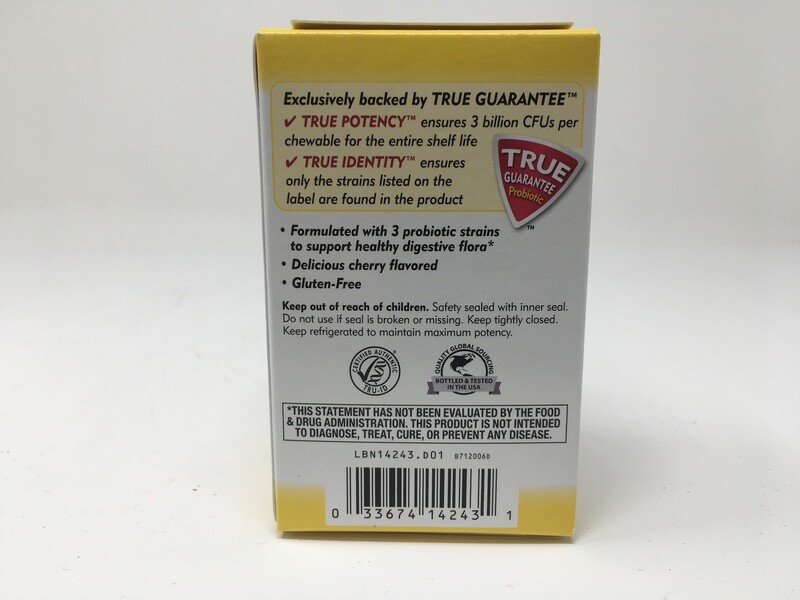 Exclusively backed by TRUE GUARANTEE™
✔ TRUE POTENCY™ ensures 3 billion CFUs per
chewable for the entire shelf life
✔ TRUE IDENTITY™ ensures
only the strains listed on the
label are found in the product
TRUE
GUARANTEE
Probiotic
™
• Formulated with 3 probiotic strains
to support healthy digestive flora*
• Delicious cherry flavored
• Gluten-Free
Keep out of reach of children. Safety sealed with inner seal.
Do not use if seal is broken or missing. Keep tightly closed.
Keep refrigerated to maintain maximum potency.
CERTIFIED AUTHENTIC
TRU-ID
®
QUALITY GLOBAL SOURCING
BOTTLED & TESTED
IN THE USA
*THIS STATEMENT HAS NOT BEEN EVALUATED BY THE FOOD
& DRUG ADMINISTRATION. THIS PRODUCT IS NOT INTENDED
TO DIAGNOSE, TREAT, CURE, OR PREVENT ANY DISEASE.
LBN14243.D01 B712006D
0 33674 14243 1